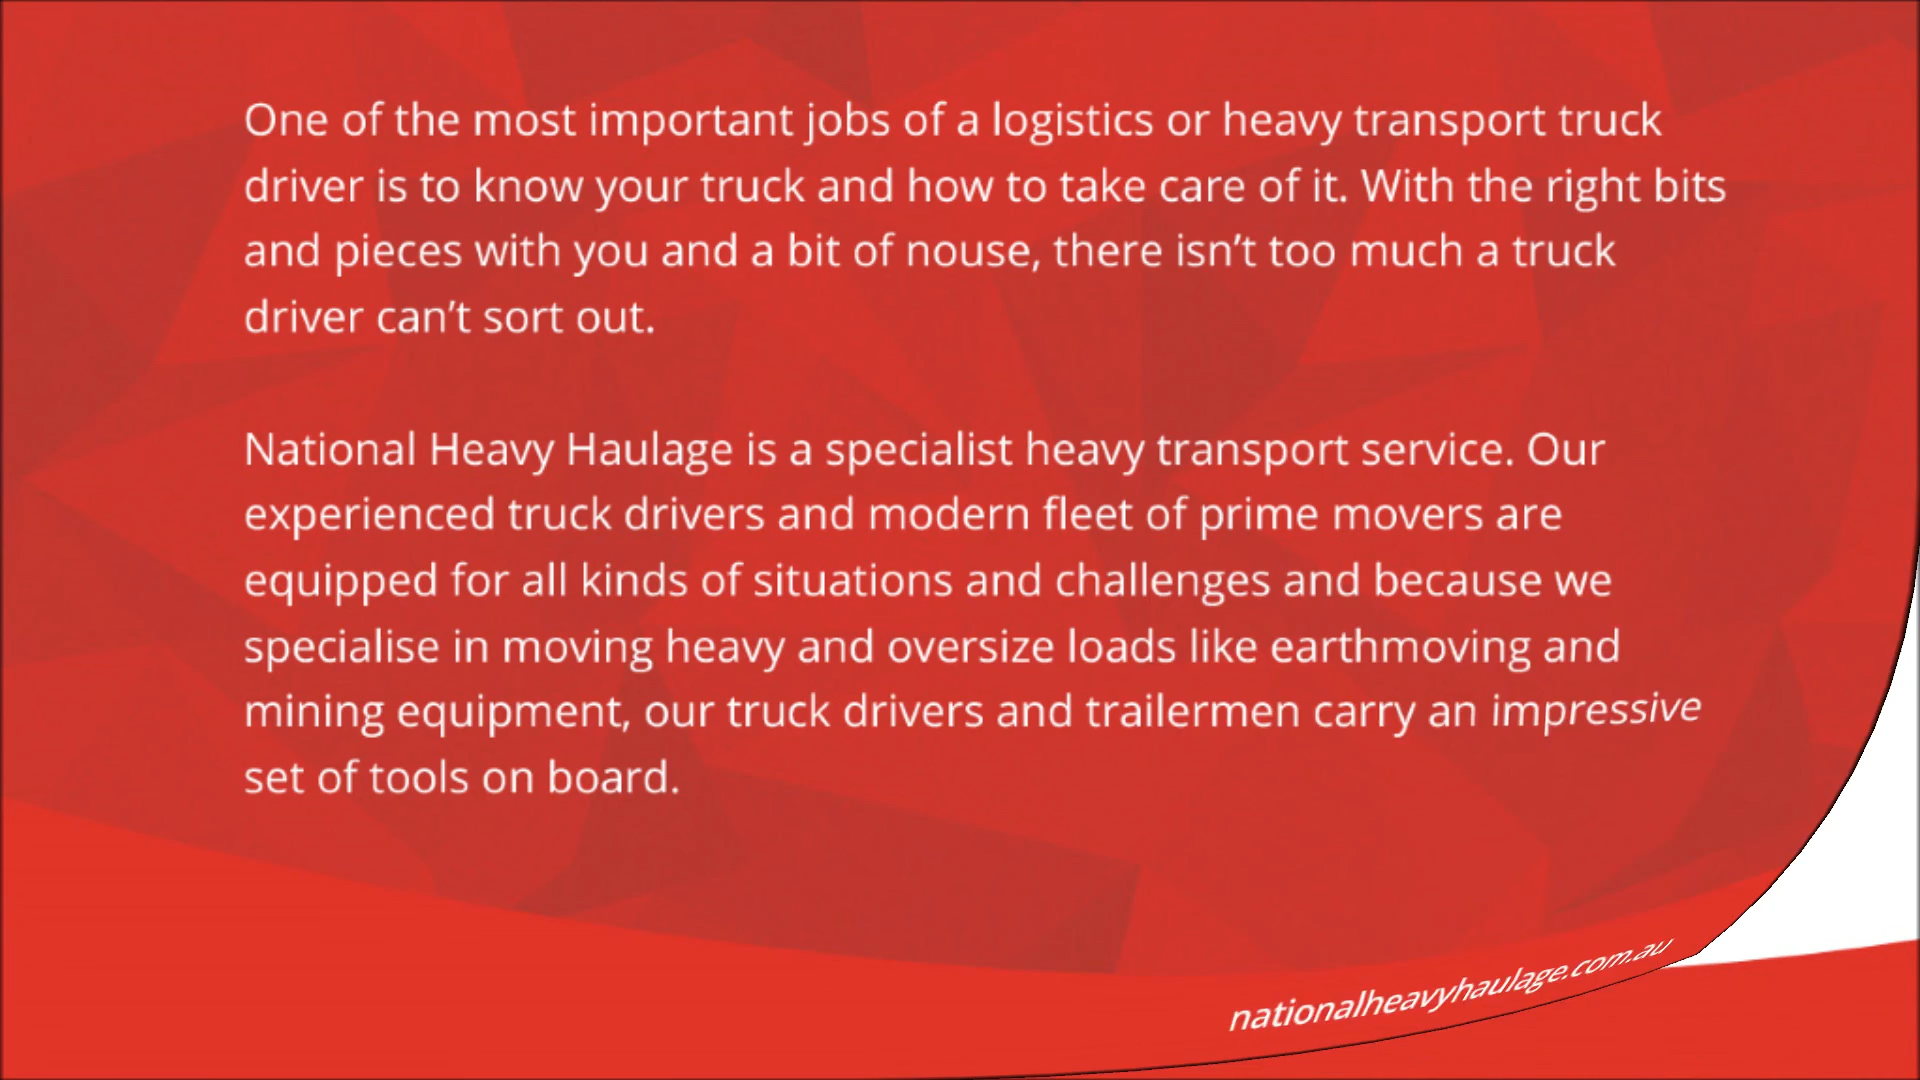 One of the most important jobs of a logistics or heavy transport truck
driver is to know your truck and how to take care of it. With the right bits
and pieces with you and a bit of nouse, there isn’t too much a truck
driver can’t sort out.
National Heavy Haulage is a specialist heavy transport service. Our
experienced truck drivers and modern fleet of prime movers are
equipped for all kinds of situations and challenges and because we
specialise in moving heavy and oversize loads like earthmoving and
mining equipment, our truck drivers and trailermen carry an impressive
set of tools on board.
nationalheavyhaulage.com.au